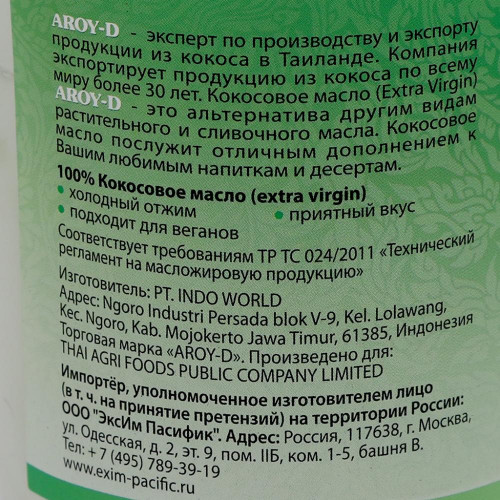 AROY-D - эксперт по производству и экспорту
продукции из кокоса в Таиланде. Компания
экспортирует продукцию из кокоса по всему
миру более 30 лет. Кокосовое масло (Extra Virgin)
AROY-D - это альтернатива другим видам
растительного и сливочного масла. Кокосовое
масло послужит отличным дополнением к
Вашим любимым напиткам и десертам.
100% Кокосовое масло (extra virgin)
• холодный отжим • приятный вкус
• подходит для веганов
Соответствует требованиям ТР ТС 024/2011 «Технический
регламент на масложировую продукцию»
Изготовитель: PT. INDO WORLD
Адрес: Ngoro Industri Persada blok V-9, Kel. Lolawang,
Kec. Ngoro, Kab. Mojokerto Jawa Timur, 61385, Индонезия
Торговая марка «AROY-D». Произведено для:
THAI AGRI FOODS PUBLIC COMPANY LIMITED
Импортёр, уполномоченное изготовителем лицо
(в т. ч. на принятие претензий) на территории России:
ООО "ЭксИм Пасифик". Адрес: Россия, 117638, г. Москва,
ул. Одесская, д. 2, эт. 9, пом. IIБ, ком. 1-5, башня В.
Тел: + 7 (495) 789-39-19
www.exim-pacific.ru